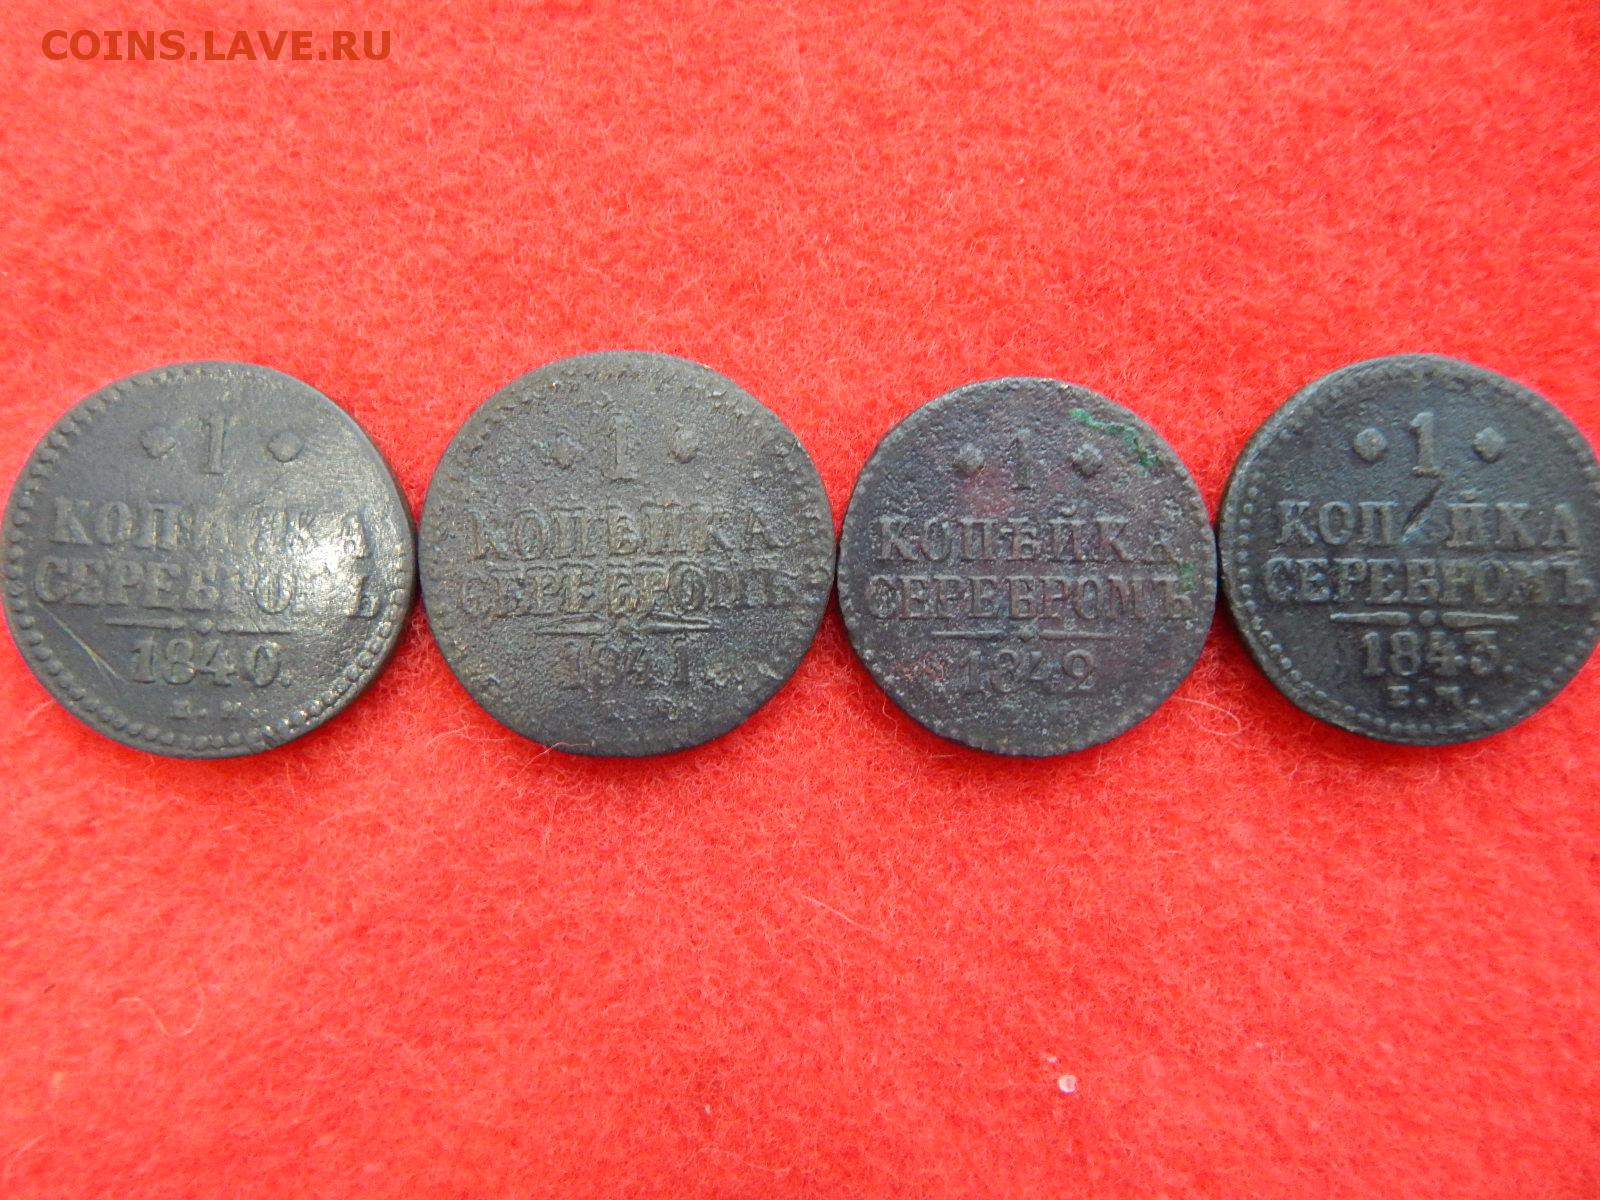 COINS.LAVE.RU
1
КОПѢЙКА
СЕРЕБРОМЪ
1840.
1
КОПѢЙКА
СЕРЕБРОМЪ
1841
1
КОПѢЙКА
СЕРЕБРОМЪ
1842
1
КОПѢЙКА
СЕРЕБРОМЪ
1843.
Е.М.